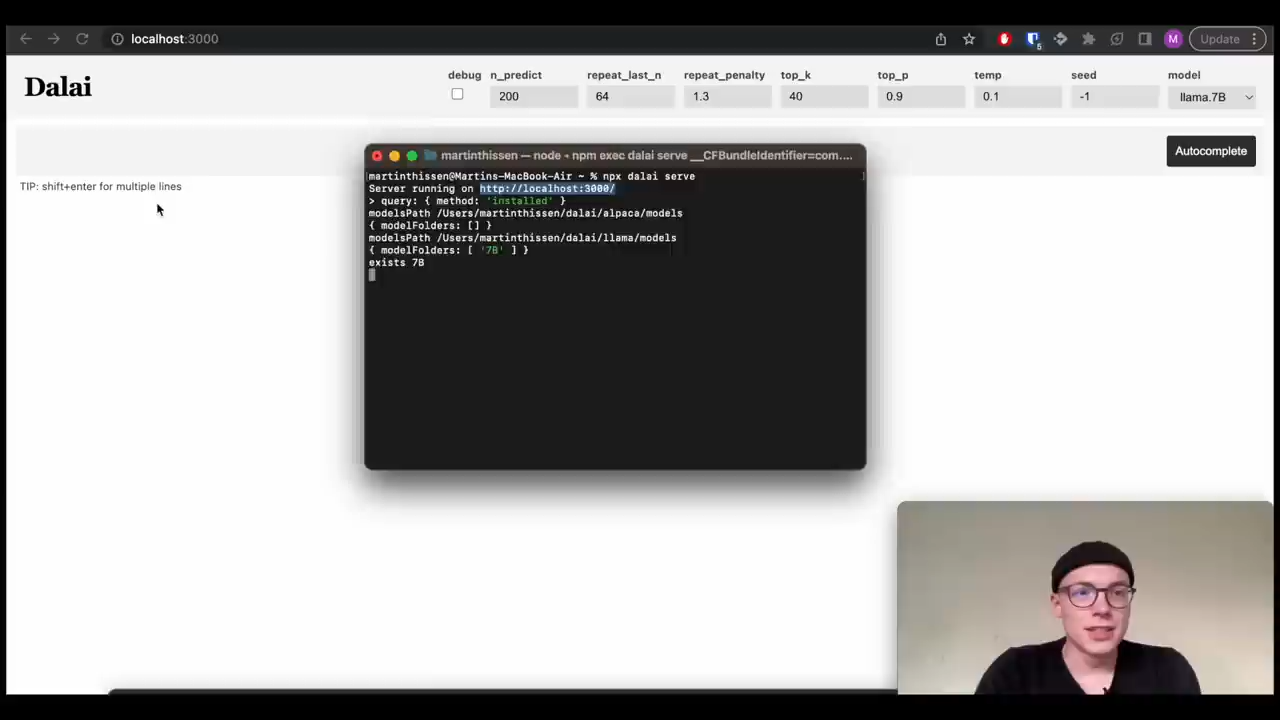 localhost:3000
5
M
Update
Dalai
debug
n_predict
repeat_last_n
repeat_penalty
top_k
top_p
temp
seed
model
200
64
1.3
40
0.9
0.1
-1
llama.7B
Autocomplete
TIP: shift+enter for multiple lines
martinthissen — node ◂ npm exec dalai serve __CFBundleIdentifier=com....
martinthissen@Martins-MacBook-Air ~ % npx dalai serve
Server running on http://localhost:3000/
> query: { method: 'installed' }
modelsPath /Users/martinthissen/dalai/alpaca/models
{ modelFolders: [] }
modelsPath /Users/martinthissen/dalai/llama/models
{ modelFolders: [ '7B' ] }
exists 7B